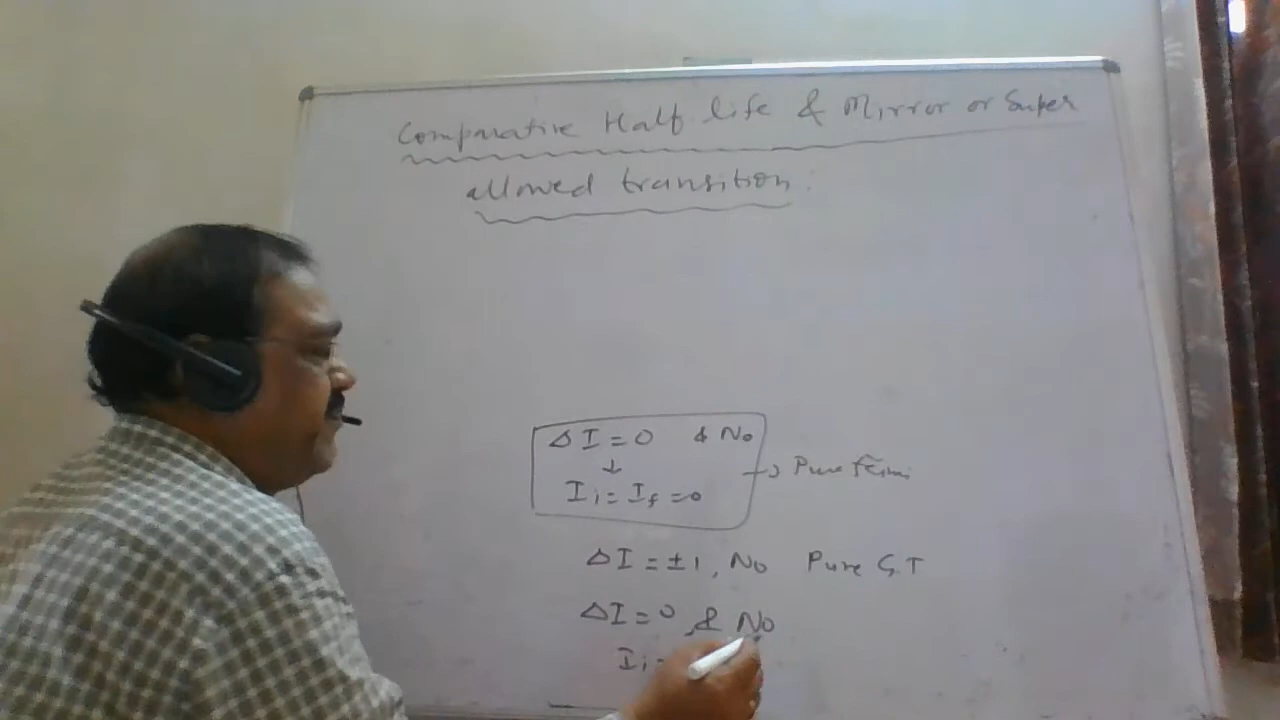 Comparative Half life & Mirror or Super
allowed transition:
ΔI = 0 & No
↓
Ii = If = 0 → Pure Fermi
ΔI = ±1, No Pure G.T
ΔI = 0, & No
Ii =